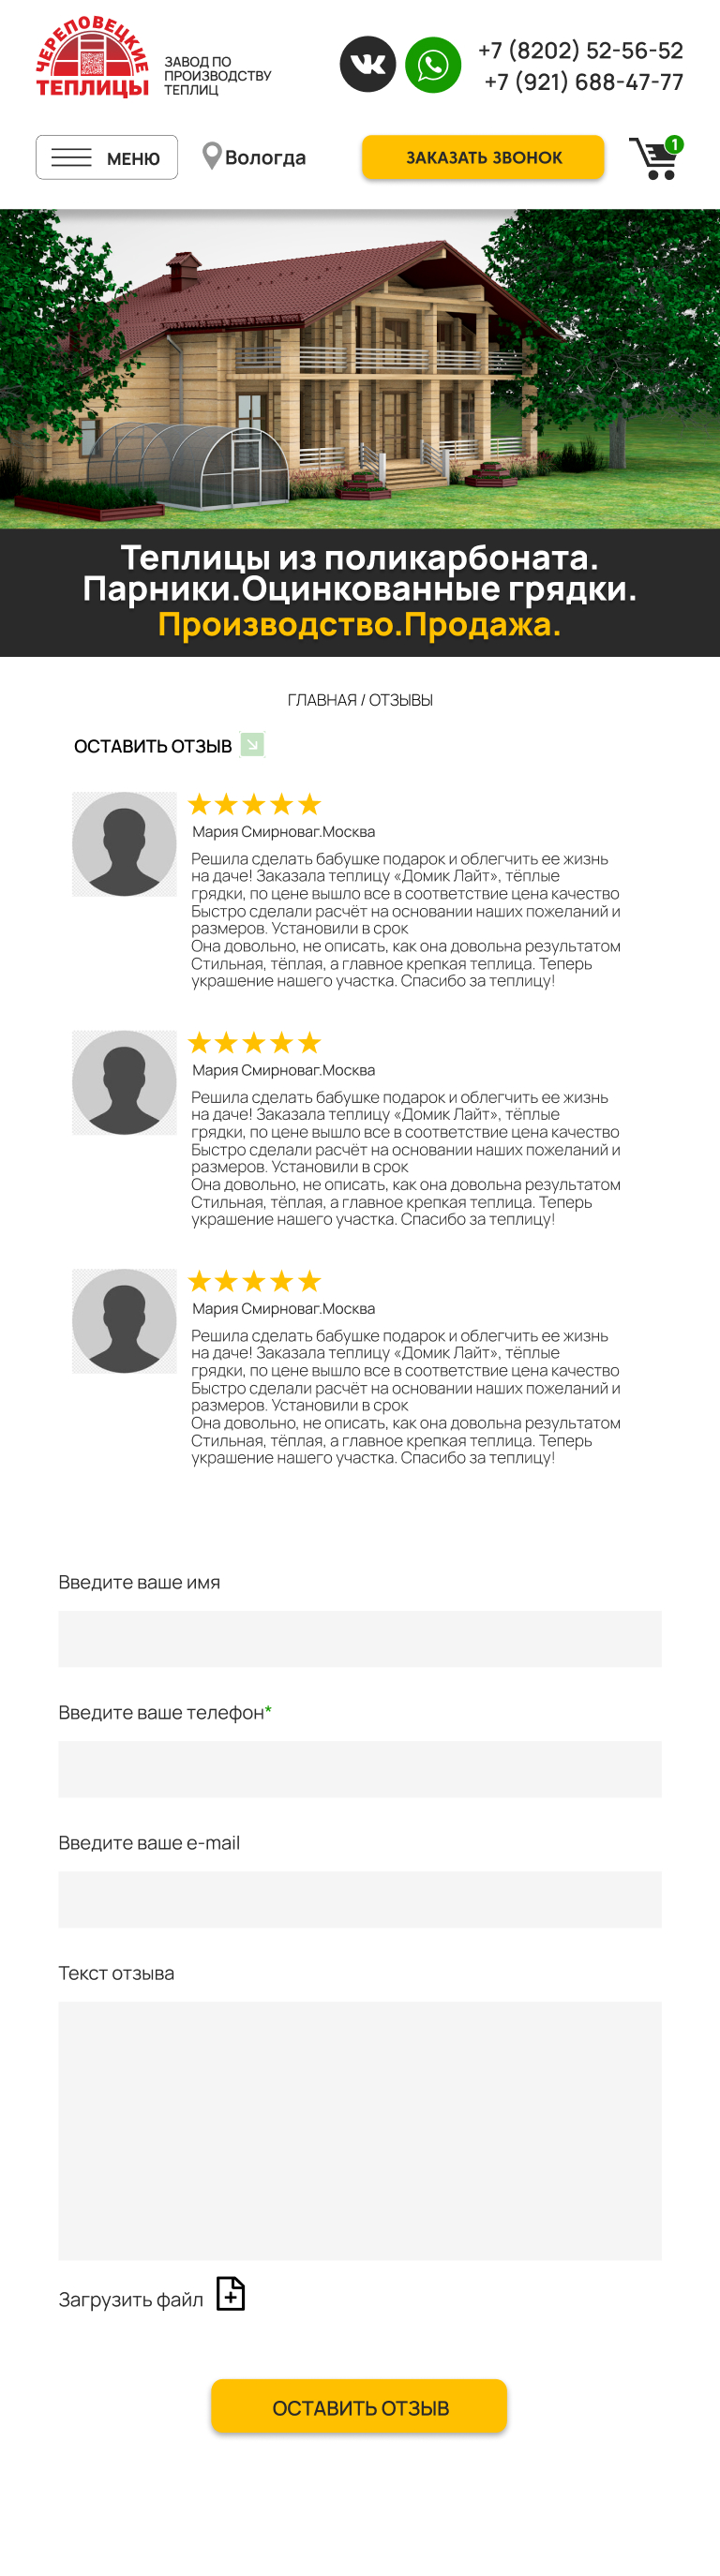 ЧЕРЕПОВЕЦКИЕ
ТЕПЛИЦЫ
ЗАВОД ПО
ПРОИЗВОДСТВУ
ТЕПЛИЦ
+7 (8202) 52-56-52
+7 (921) 688-47-77
МЕНЮ
Вологда
ЗАКАЗАТЬ ЗВОНОК
1
Теплицы из поликарбоната.
Парники.Оцинкованные грядки.
Производство.Продажа.
ГЛАВНАЯ / ОТЗЫВЫ
ОСТАВИТЬ ОТЗЫВ
Мария Смирноваг.Москва
Решила сделать бабушке подарок и облегчить ее жизнь
на даче! Заказала теплицу «Домик Лайт», тёплые
грядки, по цене вышло все в соответствие цена качество
Быстро сделали расчёт на основании наших пожеланий и
размеров. Установили в срок
Она довольно, не описать, как она довольна результатом
Стильная, тёплая, а главное крепкая теплица. Теперь
украшение нашего участка. Спасибо за теплицу!
Мария Смирноваг.Москва
Решила сделать бабушке подарок и облегчить ее жизнь
на даче! Заказала теплицу «Домик Лайт», тёплые
грядки, по цене вышло все в соответствие цена качество
Быстро сделали расчёт на основании наших пожеланий и
размеров. Установили в срок
Она довольно, не описать, как она довольна результатом
Стильная, тёплая, а главное крепкая теплица. Теперь
украшение нашего участка. Спасибо за теплицу!
Мария Смирноваг.Москва
Решила сделать бабушке подарок и облегчить ее жизнь
на даче! Заказала теплицу «Домик Лайт», тёплые
грядки, по цене вышло все в соответствие цена качество
Быстро сделали расчёт на основании наших пожеланий и
размеров. Установили в срок
Она довольно, не описать, как она довольна результатом
Стильная, тёплая, а главное крепкая теплица. Теперь
украшение нашего участка. Спасибо за теплицу!
Введите ваше имя
Введите ваше телефон*
Введите ваше e-mail
Текст отзыва
Загрузить файл
ОСТАВИТЬ ОТЗЫВ